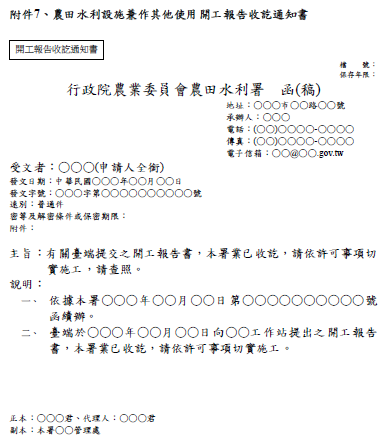 附件7、農田水利設施兼作其他使用開工報告收訖通知書
開工報告收訖通知書
檔　　號：
保存年限：
行政院農業委員會農田水利署　函(稿)
地址：○○○市○○路○○號
承辦人：○○○
電話：(○○)○○○○-○○○○
傳真：(○○)○○○○-○○○○
電子信箱：○○@○○.gov.tw
受文者：○○○(申請人全銜)
發文日期：中華民國○○○年○○月○○日
發文字號：○○○字第○○○○○○○○○○號
速別：普通件
密等及解密條件或保密期限：
附件：
主旨：有關臺端提交之開工報告書，本署業已收訖，請依許可事項切
實施工，請查照。
說明：
一、 依據本署○○○年○○月○○日第○○○○○○○○○○號
函續辦。
二、 臺端於○○○年○○月○○日向○○工作站提出之開工報告
書，本署業已收訖，請依許可事項切實施工。
正本：○○○君、代理人：○○○君
副本：本署○○管理處